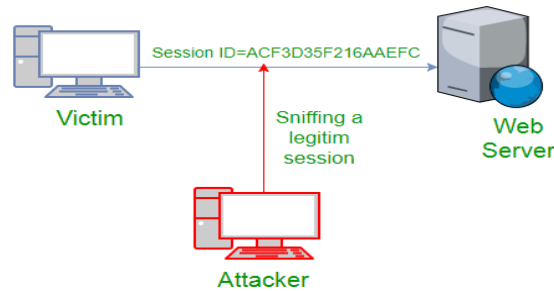 Session ID=ACF3D35F216AAEFC
Victim
Sniffing a
legitim
session
Web
Server
Attacker